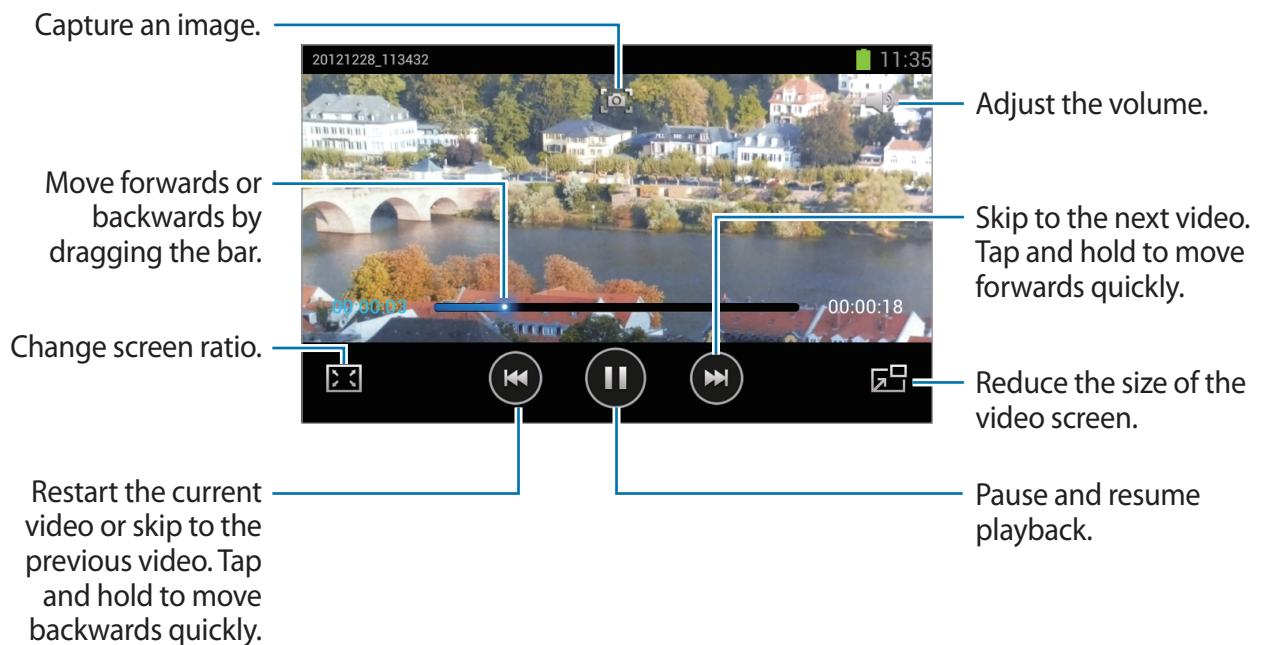 Capture an image.
20121228_113432
11:35
Adjust the volume.
Move forwards or
backwards by
dragging the bar.
Skip to the next video.
Tap and hold to move
forwards quickly.
00:00:03
00:00:18
Change screen ratio.
Reduce the size of the
video screen.
Restart the current
video or skip to the
previous video. Tap
and hold to move
backwards quickly.
Pause and resume
playback.